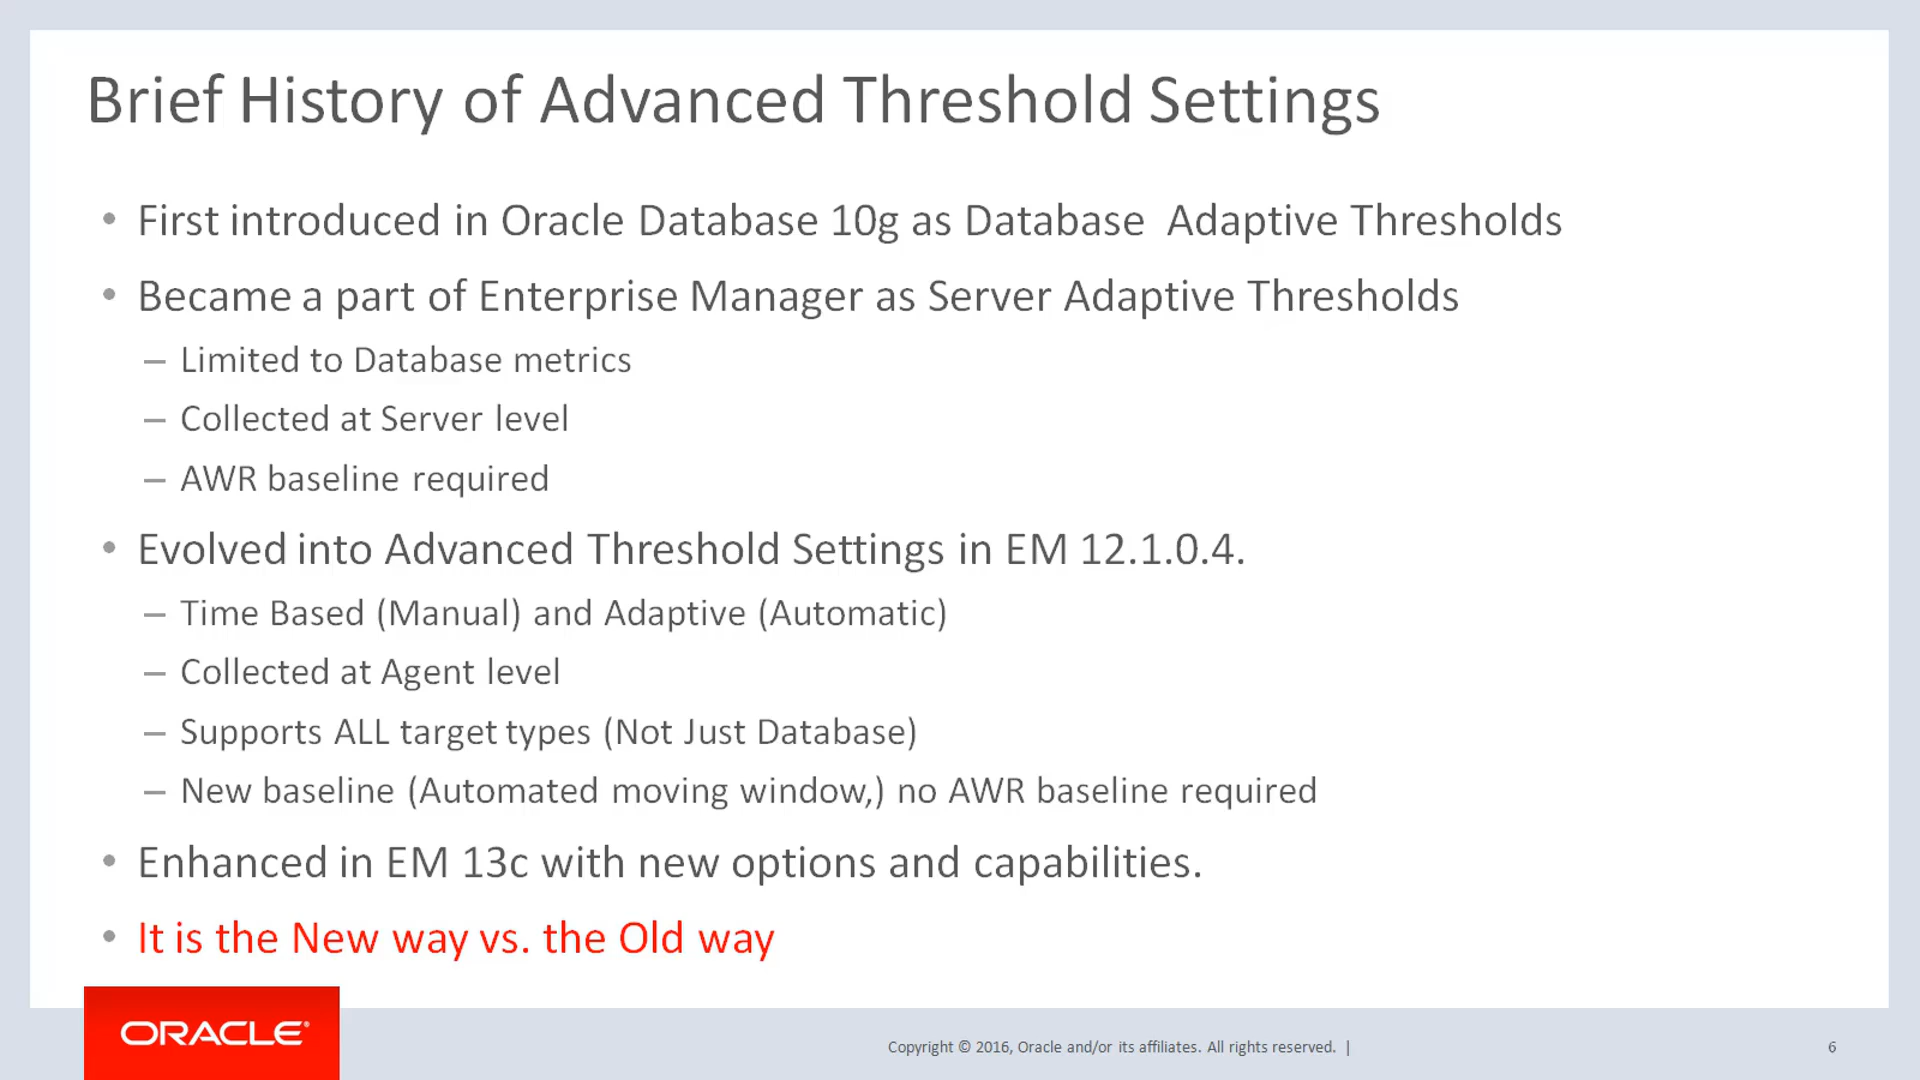 Brief History of Advanced Threshold Settings
• First introduced in Oracle Database 10g as Database  Adaptive Thresholds
• Became a part of Enterprise Manager as Server Adaptive Thresholds
– Limited to Database metrics
– Collected at Server level
– AWR baseline required
• Evolved into Advanced Threshold Settings in EM 12.1.0.4.
– Time Based (Manual) and Adaptive (Automatic)
– Collected at Agent level
– Supports ALL target types (Not Just Database)
– New baseline (Automated moving window,) no AWR baseline required
• Enhanced in EM 13c with new options and capabilities.
• It is the New way vs. the Old way
ORACLE®
Copyright © 2016, Oracle and/or its affiliates. All rights reserved. |
6